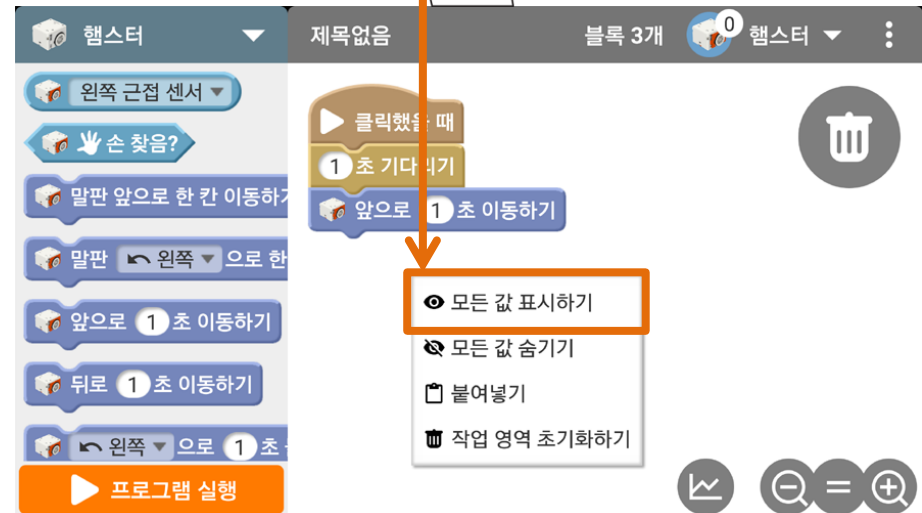 햄스터
제목없음
블록 3개
0
햄스터
왼쪽 근접 센서
손 찾음?
말판 앞으로 한 칸 이동하기
말판 왼쪽 으로 한
앞으로 1 초 이동하기
뒤로 1 초 이동하기
왼쪽 으로 1 초
프로그램 실행
클릭했을 때
1 초 기다리기
앞으로 1 초 이동하기
모든 값 표시하기
모든 값 숨기기
붙여넣기
작업 영역 초기화하기